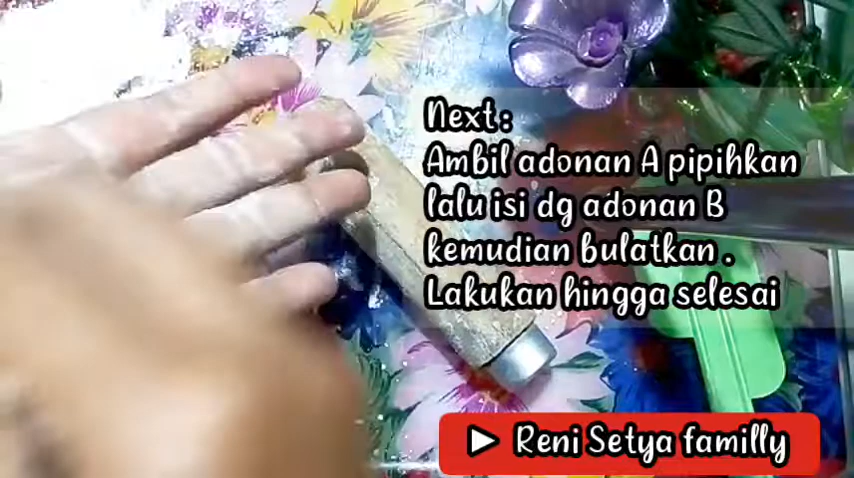 Next :
Ambil adonan A pipihkan
lalu isi dg adonan B
kemudian bulatkan .
Lakukan hingga selesai
Reni Setya familly